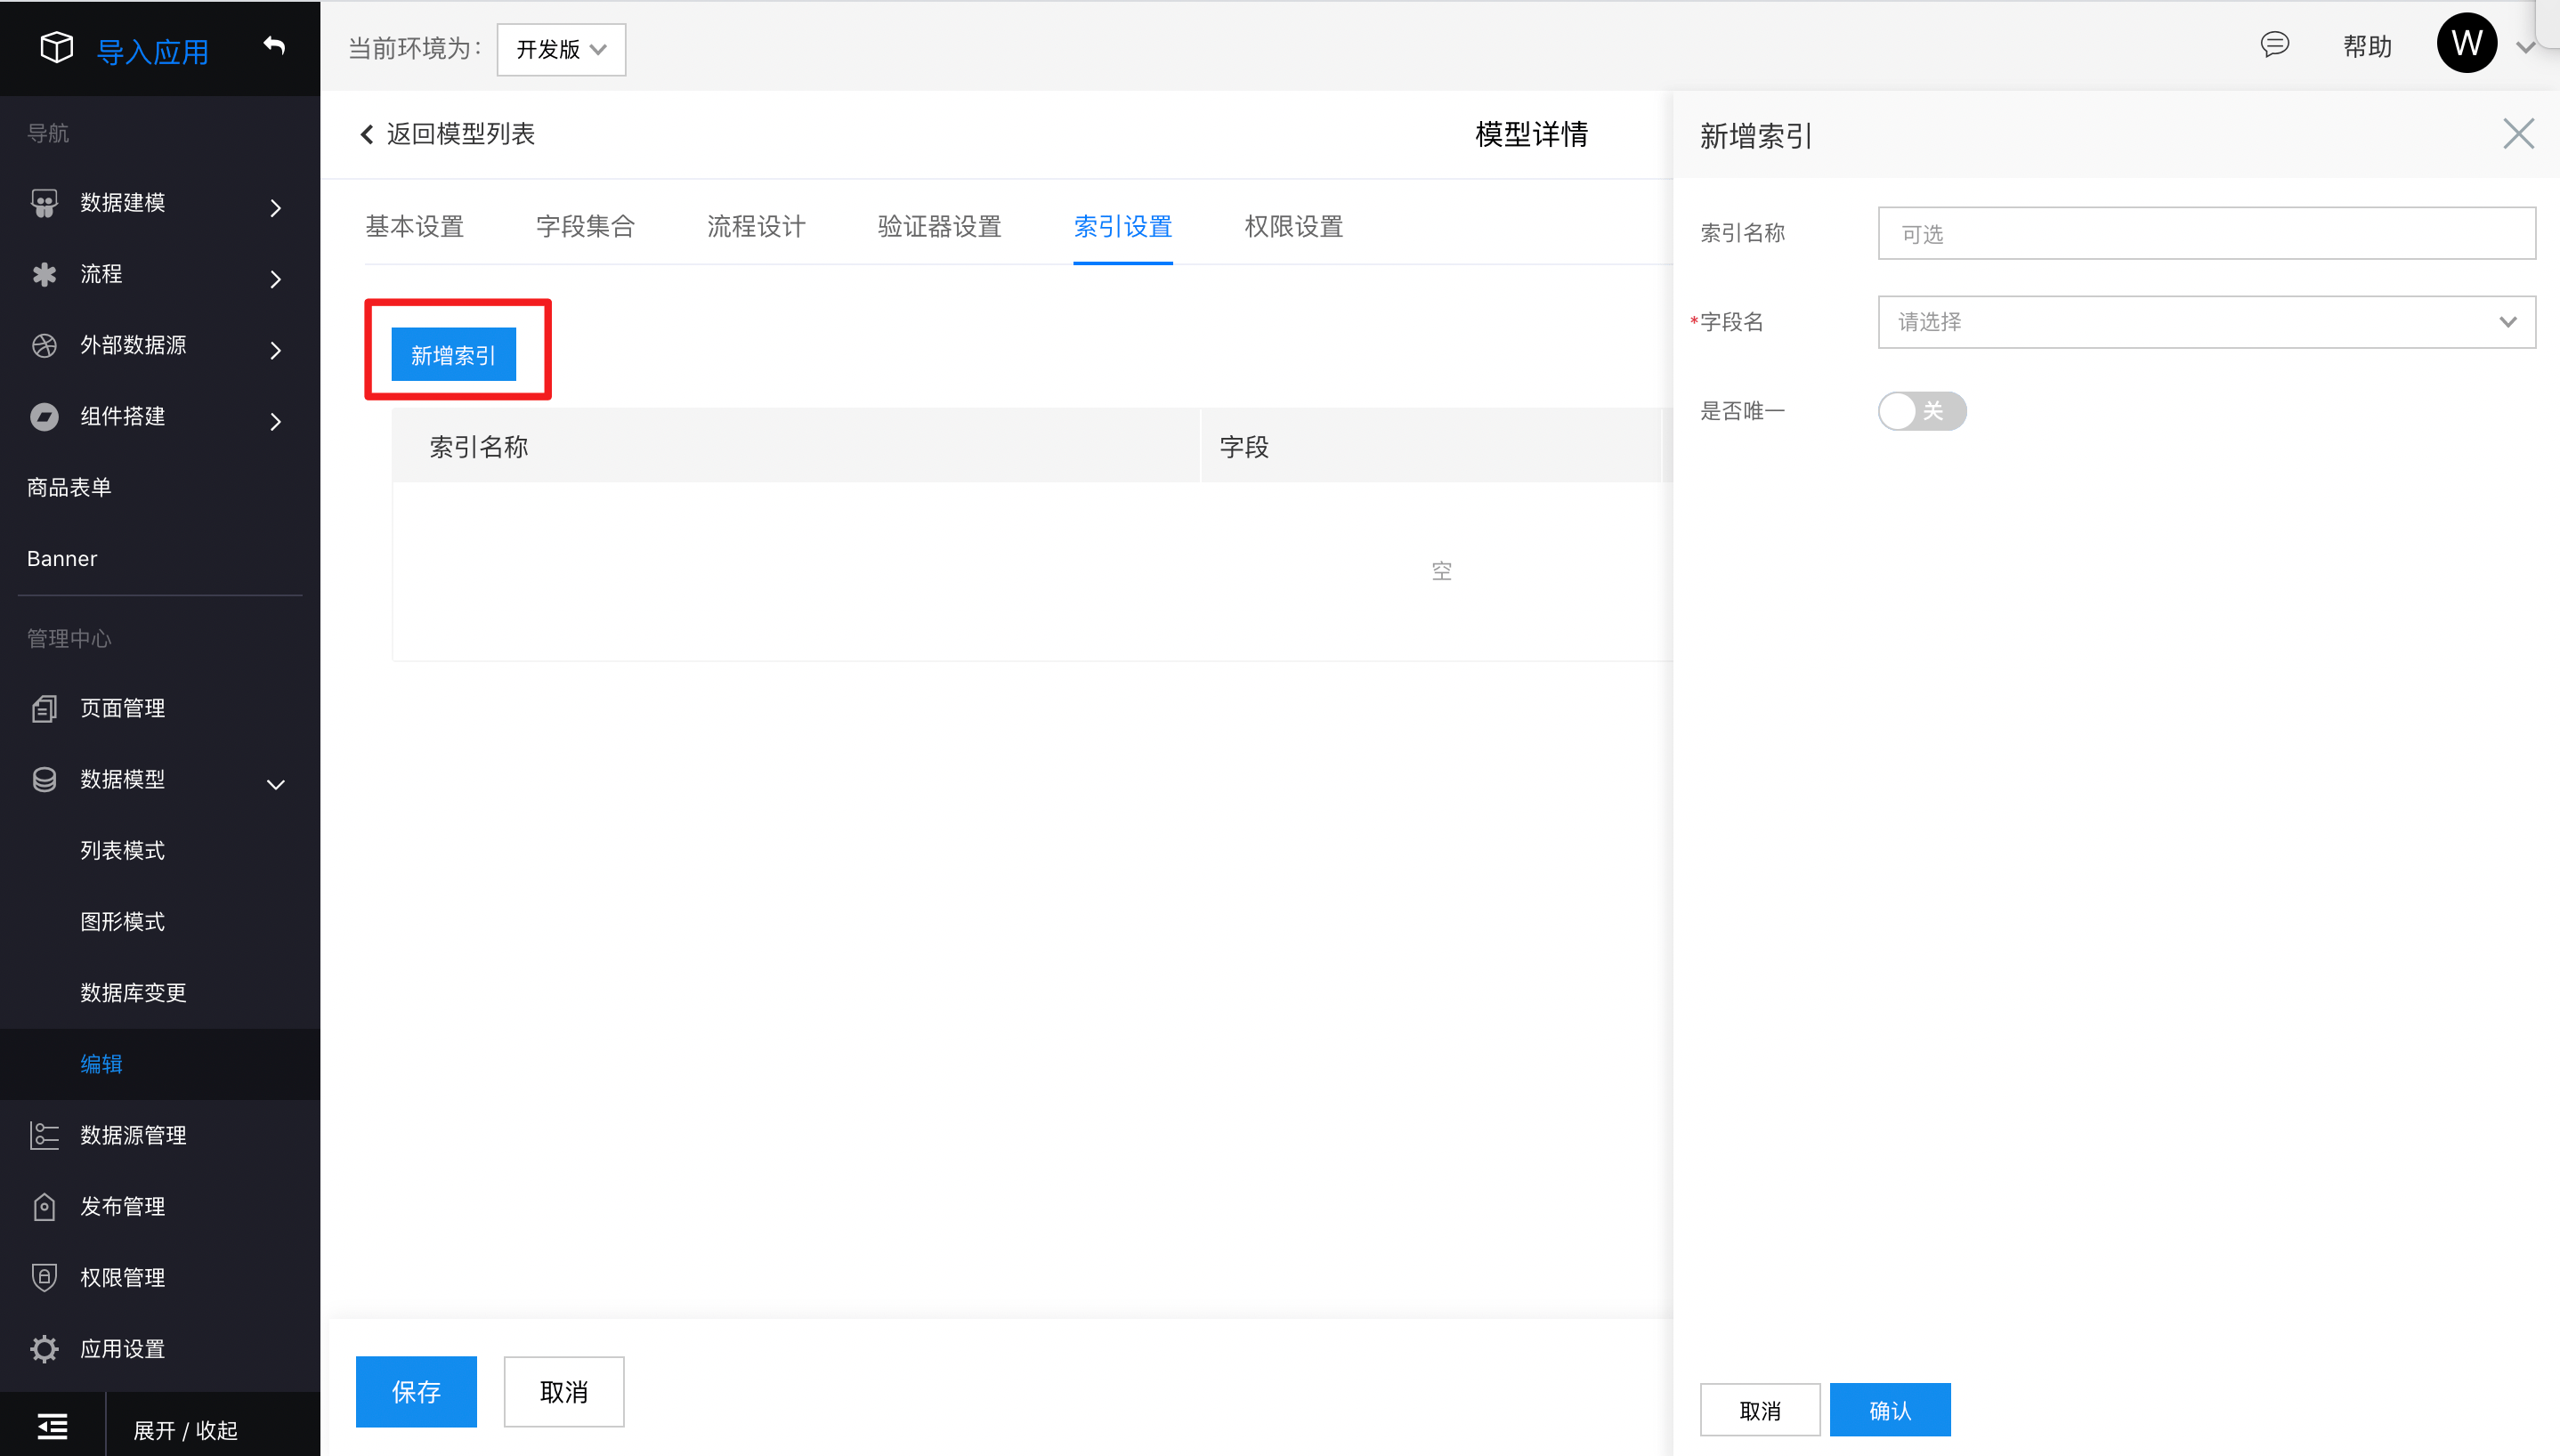 导入应用
当前环境为：
开发版
帮助
W
导航
数据建模
流程
外部数据源
组件搭建
商品表单
Banner
管理中心
页面管理
数据模型
列表模式
图形模式
数据库变更
编辑
数据源管理
发布管理
权限管理
应用设置
展开 / 收起
返回模型列表
模型详情
基本设置 字段集合 流程设计 验证器设置 索引设置 权限设置
新增索引
索引名称 字段
空
保存 取消
新增索引
索引名称 可选
*字段名 请选择
是否唯一 关
取消 确认